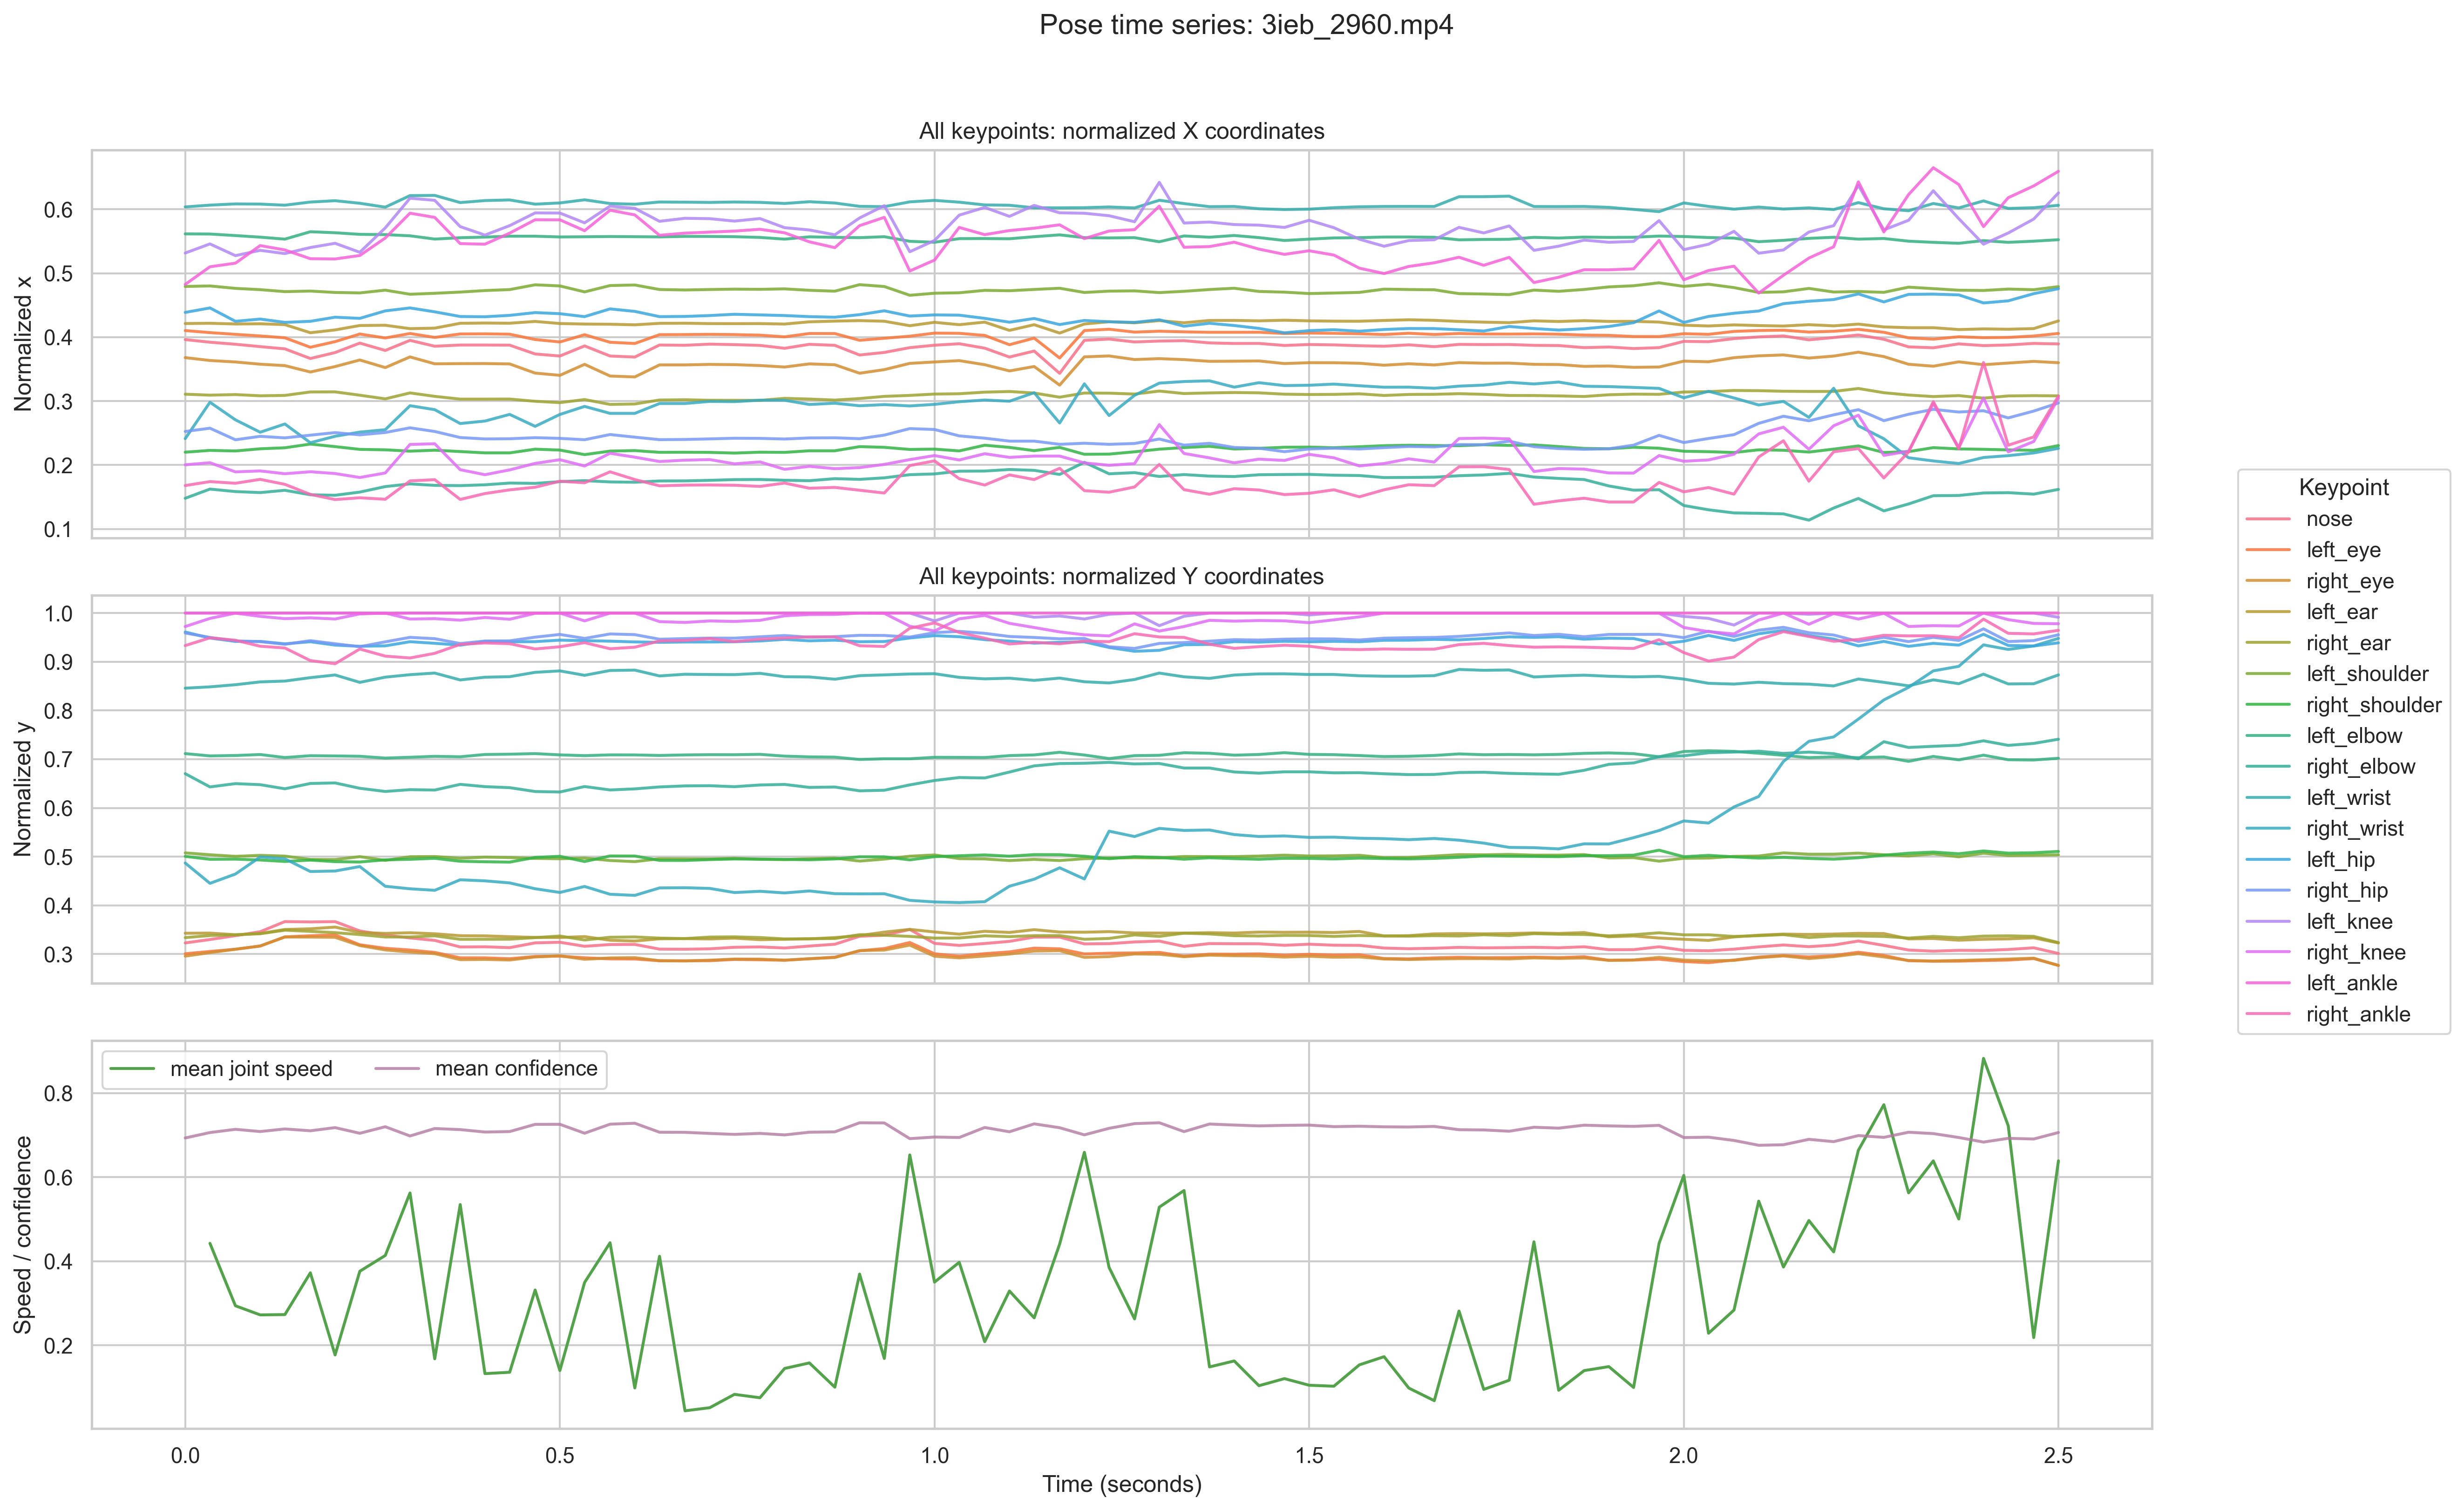 Pose time series: 3ieb_2960.mp4
All keypoints: normalized X coordinates
Normalized x
0.6
0.5
0.4
0.3
0.2
0.1
All keypoints: normalized Y coordinates
Normalized y
1.0
0.9
0.8
0.7
0.6
0.5
0.4
0.3
Keypoint
nose
left_eye
right_eye
left_ear
right_ear
left_shoulder
right_shoulder
left_elbow
right_elbow
left_wrist
right_wrist
left_hip
right_hip
left_knee
right_knee
left_ankle
right_ankle
mean joint speed
mean confidence
Speed / confidence
0.8
0.6
0.4
0.2
0.0
0.5
1.0
1.5
2.0
2.5
Time (seconds)